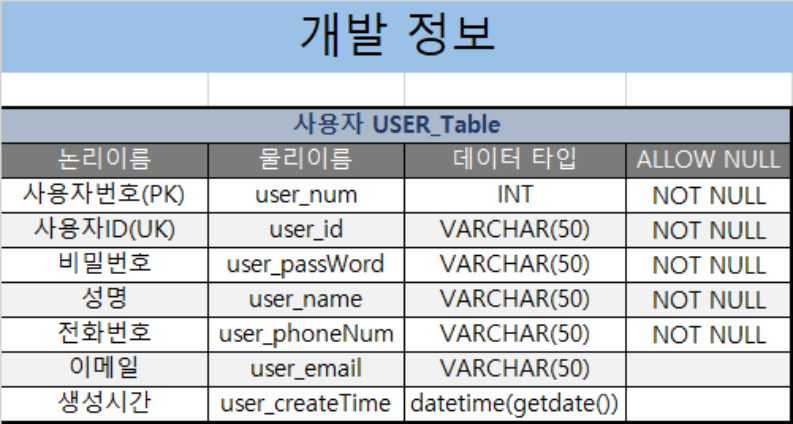 개발 정보
사용자 USER_Table
논리이름 물리이름 데이터 타입 ALLOW NULL
사용자번호(PK) user_num INT NOT NULL
사용자ID(UK) user_id VARCHAR(50) NOT NULL
비밀번호 user_passWord VARCHAR(50) NOT NULL
성명 user_name VARCHAR(50) NOT NULL
전화번호 user_phoneNum VARCHAR(50) NOT NULL
이메일 user_email VARCHAR(50)
생성시간 user_createTime datetime(getdate())